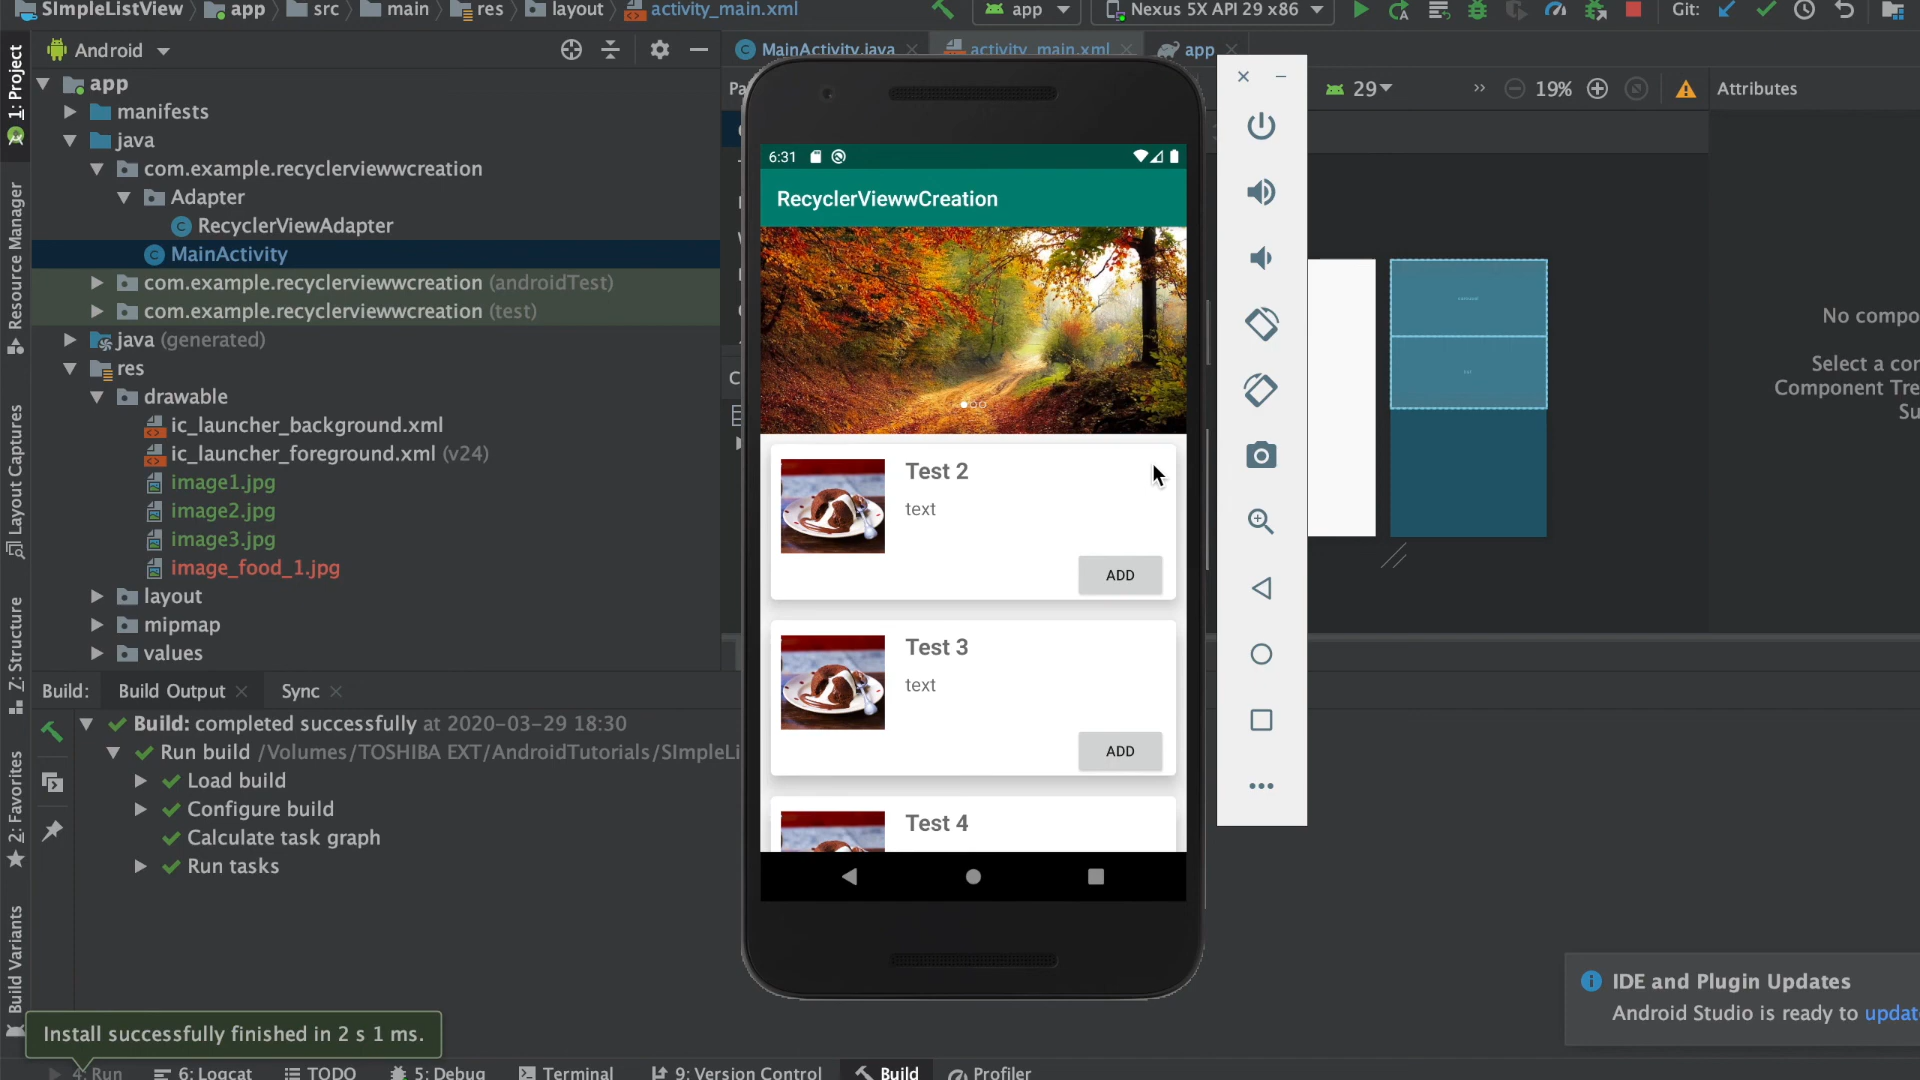 SImpleListView app src main res layout activity_main.xml app Nexus 5X API 29 x86 Git:
Android MainActivity.java activity_main.xml app
29 19% Attributes
1: Project
Resource Manager
Layout Captures
Z: Structure
2: Favorites
Build Variants
app
manifests
java
com.example.recyclerviewwcreation
Adapter
RecyclerViewAdapter
MainActivity
com.example.recyclerviewwcreation (androidTest)
com.example.recyclerviewwcreation (test)
java (generated)
res
drawable
ic_launcher_background.xml
ic_launcher_foreground.xml (v24)
image1.jpg
image2.jpg
image3.jpg
image_food_1.jpg
layout
mipmap
values
6:31
RecyclerViewwCreation
Test 2
text
ADD
Test 3
text
ADD
Test 4
No compo
Select a cor
Component Tre
Su
Build: Build Output Sync
Build: completed successfully at 2020-03-29 18:30
Run build /Volumes/TOSHIBA EXT/AndroidTutorials/SImpleLi
Load build
Configure build
Calculate task graph
Run tasks
IDE and Plugin Updates
Android Studio is ready to updat
Install successfully finished in 2 s 1 ms.
4: Run 6: Logcat TODO 5: Debug Terminal 9: Version Control Build Profiler